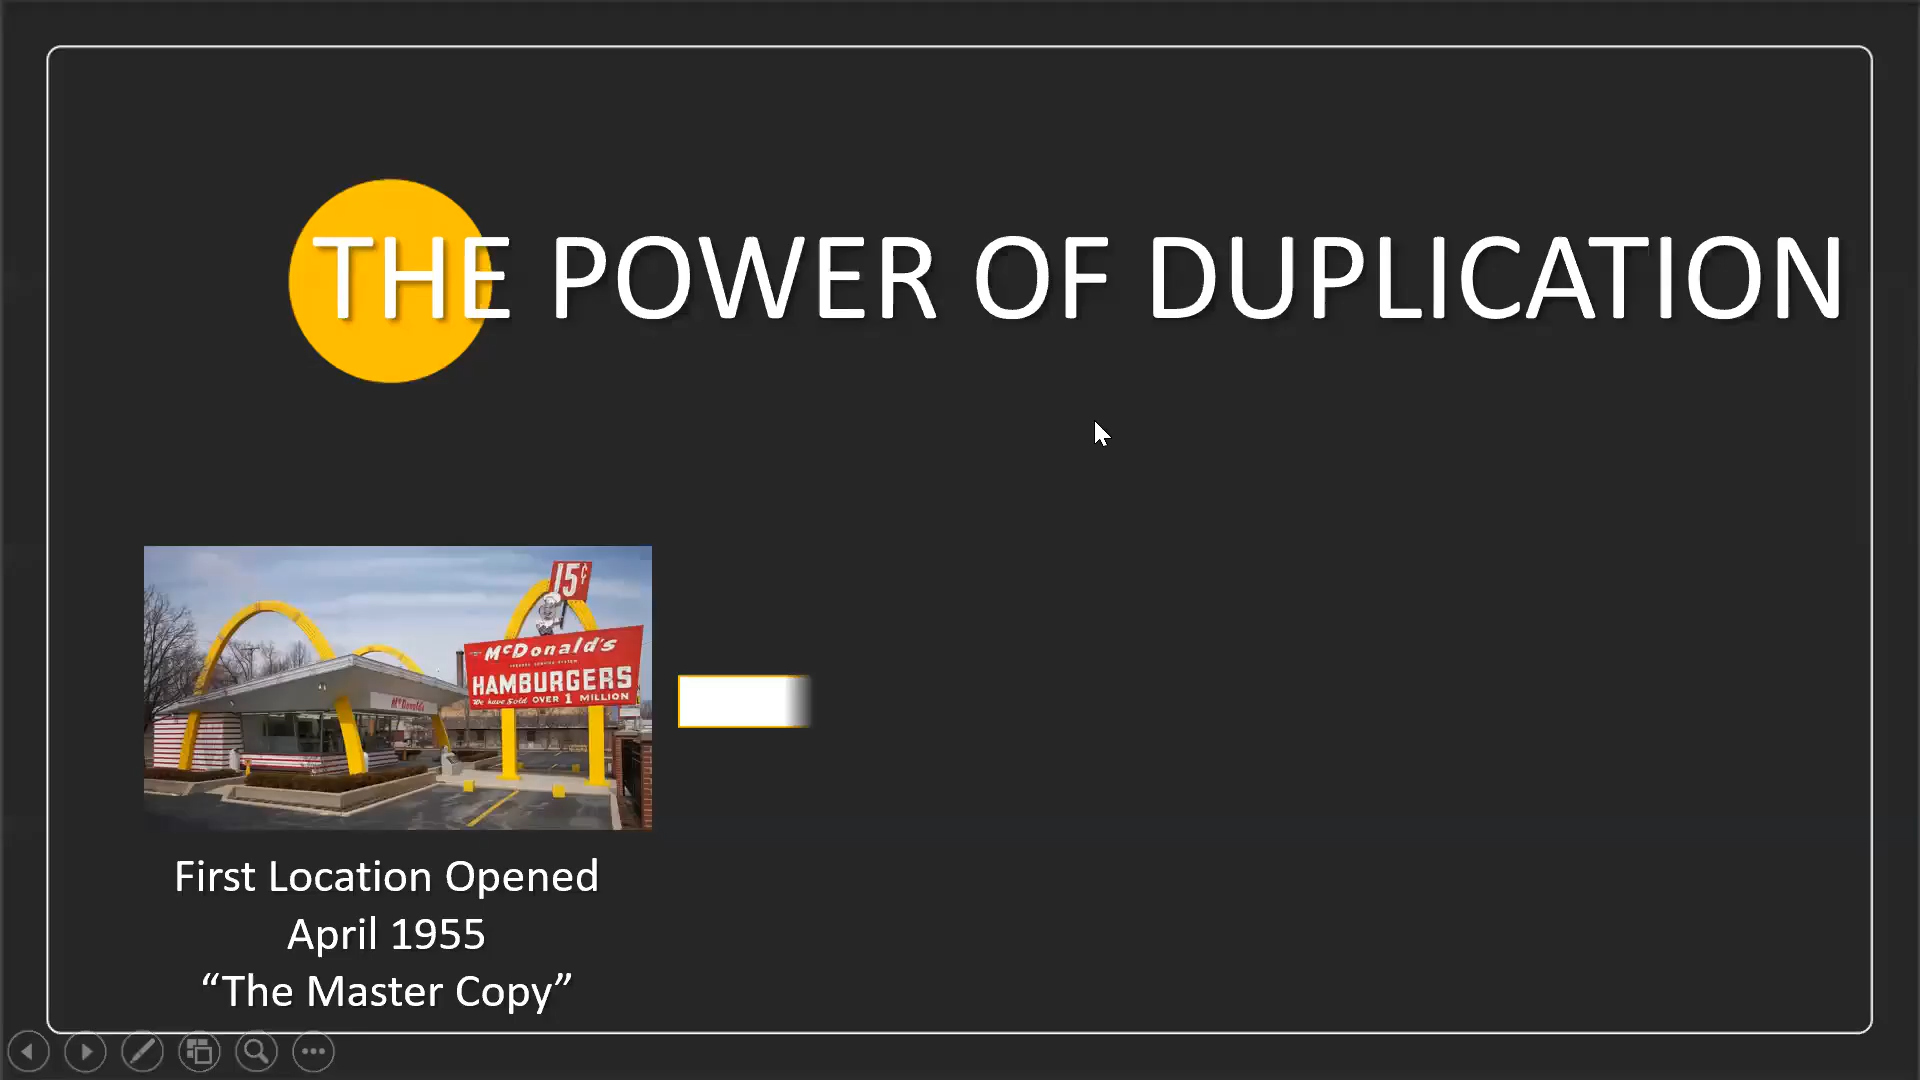 THE POWER OF DUPLICATION
15¢
McDonald's
HAMBURGERS
We have Sold OVER 1 MILLION
McDonald's
First Location Opened
April 1955
“The Master Copy”